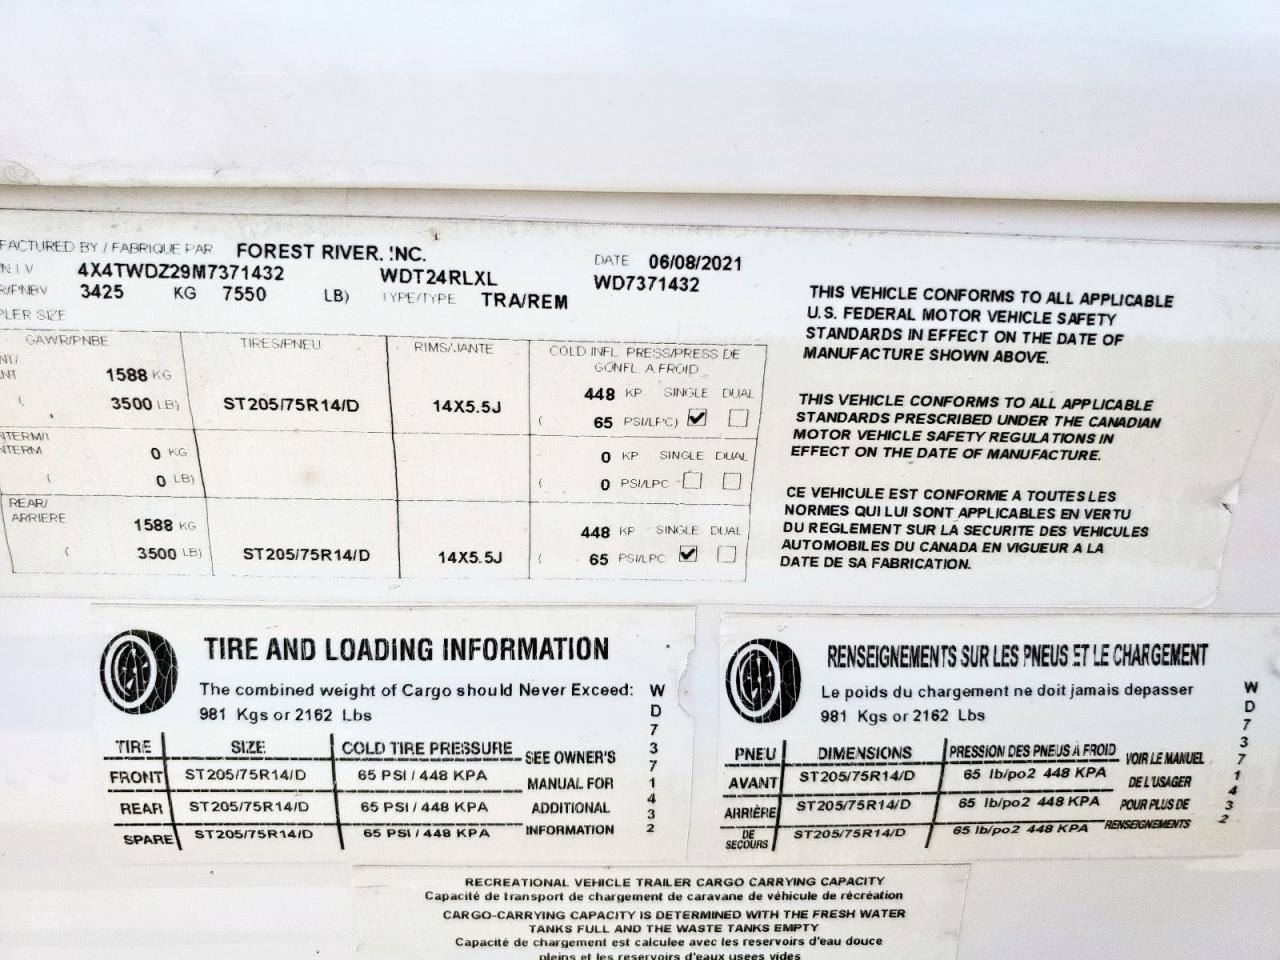 FACTURED BY / FABRIQUE PAR FOREST RIVER, INC. DATE 06/08/2021
N I V 4X4TWDZ29M7371432 WDT24RLXL WD7371432
R/PNBV 3425 KG 7550 LB) TYPE/TYPE TRA/REM
PLER SIZE
GAWR/PNBE TIRES/PNEU RIMS/JANTE COLD INFL PRESS/PRESS DE
GONFL A FROID
NT/
NT 1588 KG 448 KP SINGLE DUAL
( 3500 LB) ST205/75R14/D 14X5.5J ( 65 PSI/LPC)
NTERM/I
NTERM 0 KG 0 KP SINGLE DUAL
( 0 LB) ( 0 PSI/LPC
REAR/
ARRIERE 1588 KG 448 KP SINGLE DUAL
( 3500 LB) ST205/75R14/D 14X5.5J ( 65 PSI/LPC
THIS VEHICLE CONFORMS TO ALL APPLICABLE
U.S. FEDERAL MOTOR VEHICLE SAFETY
STANDARDS IN EFFECT ON THE DATE OF
MANUFACTURE SHOWN ABOVE.
THIS VEHICLE CONFORMS TO ALL APPLICABLE
STANDARDS PRESCRIBED UNDER THE CANADIAN
MOTOR VEHICLE SAFETY REGULATIONS IN
EFFECT ON THE DATE OF MANUFACTURE.
CE VEHICULE EST CONFORME A TOUTES LES
NORMES QUI LUI SONT APPLICABLES EN VERTU
DU REGLEMENT SUR LA SECURITE DES VEHICULES
AUTOMOBILES DU CANADA EN VIGUEUR A LA
DATE DE SA FABRICATION.
TIRE AND LOADING INFORMATION
The combined weight of Cargo should Never Exceed:
981 Kgs or 2162 Lbs
TIRE SIZE COLD TIRE PRESSURE
FRONT ST205/75R14/D 65 PSI / 448 KPA
REAR ST205/75R14/D 65 PSI / 448 KPA
SPARE ST205/75R14/D 65 PSI / 448 KPA
SEE OWNER'S
MANUAL FOR
ADDITIONAL
INFORMATION
WD7371432
RENSEIGNEMENTS SUR LES PNEUS ET LE CHARGEMENT
Le poids du chargement ne doit jamais depasser
981 Kgs or 2162 Lbs
PNEU DIMENSIONS PRESSION DES PNEUS A FROID
AVANT ST205/75R14/D 65 lb/po2 448 KPA
ARRIÈRE ST205/75R14/D 65 lb/po2 448 KPA
DE
SECOURS ST205/75R14/D 65 lb/po2 448 KPA
VOIR LE MANUEL
DE L'USAGER
POUR PLUS DE
RENSEIGNEMENTS
WD7371432
RECREATIONAL VEHICLE TRAILER CARGO CARRYING CAPACITY
Capacité de transport de chargement de caravane de véhicule de récréation
CARGO-CARRYING CAPACITY IS DETERMINED WITH THE FRESH WATER
TANKS FULL AND THE WASTE TANKS EMPTY
Capacité de chargement est calculee avec les reservoirs d'eau douce
pleins et les reservoirs d'eaux usees vides